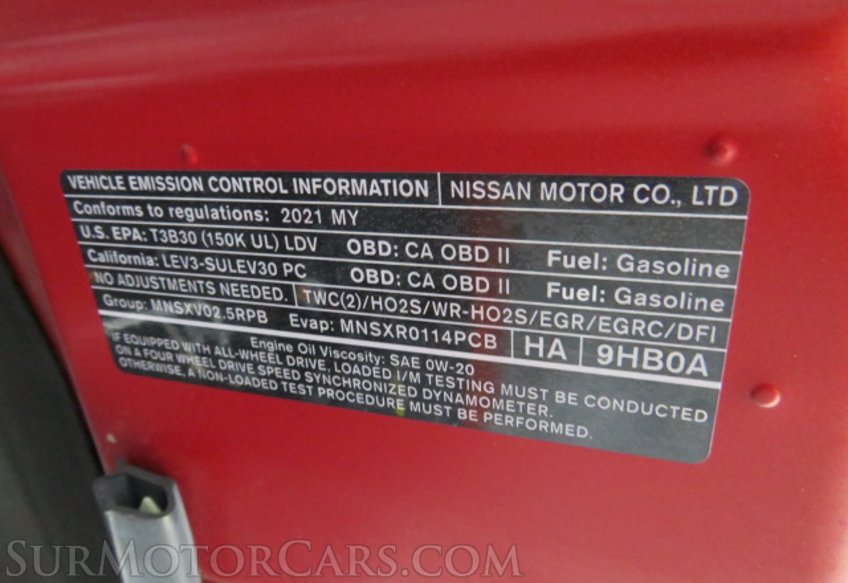 VEHICLE EMISSION CONTROL INFORMATION NISSAN MOTOR CO., LTD
Conforms to regulations: 2021 MY
U.S. EPA: T3B30 (150K UL) LDV OBD: CA OBD II Fuel: Gasoline
California: LEV3-SULEV30 PC OBD: CA OBD II Fuel: Gasoline
NO ADJUSTMENTS NEEDED. TWC(2)/HO2S/WR-HO2S/EGR/EGRC/DFI
Group: MNSXV02.5RPB Evap: MNSXR0114PCB HA 9HB0A
Engine Oil Viscosity: SAE 0W-20
IF EQUIPPED WITH ALL-WHEEL DRIVE, LOADED I/M TESTING MUST BE CONDUCTED
ON A FOUR WHEEL DRIVE SPEED SYNCHRONIZED DYNAMOMETER.
OTHERWISE, A NON-LOADED TEST PROCEDURE MUST BE PERFORMED.
SurMotorCars.com